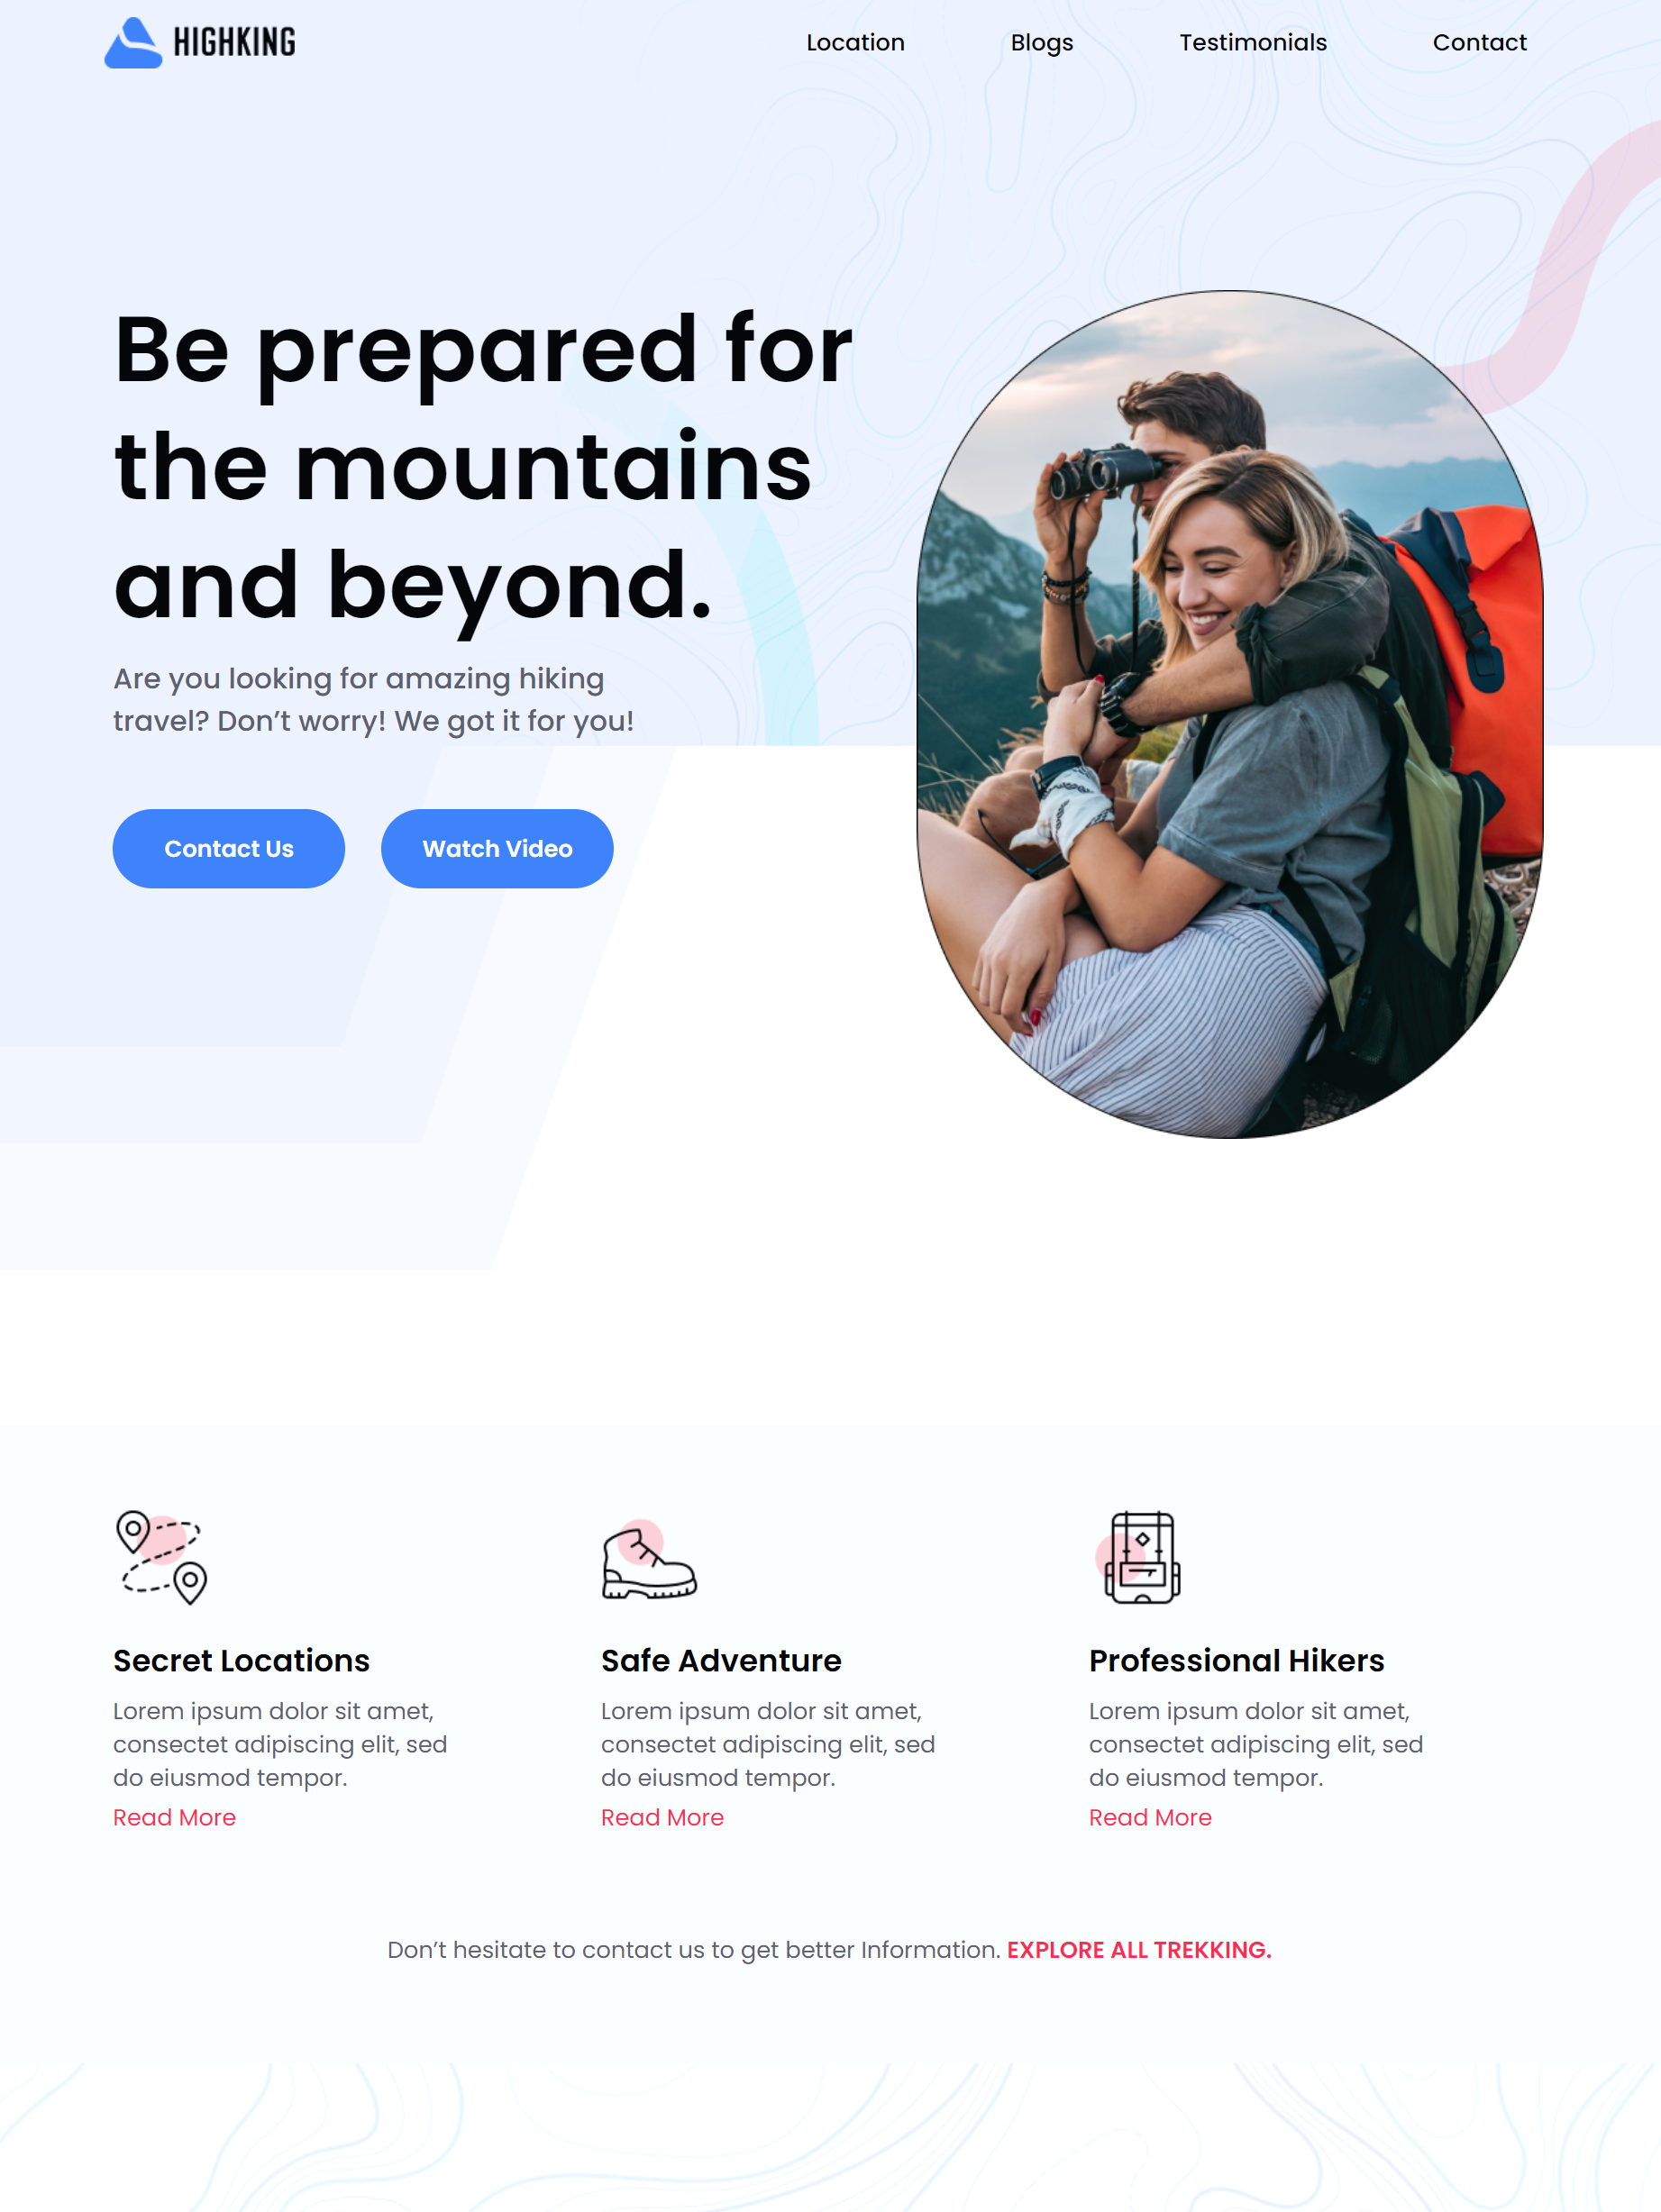 HIGHKING
Location
Blogs
Testimonials
Contact
Be prepared for
the mountains
and beyond.
Are you looking for amazing hiking
travel? Don’t worry! We got it for you!
Contact Us
Watch Video
Secret Locations
Lorem ipsum dolor sit amet,
consectet adipiscing elit, sed
do eiusmod tempor.
Read More
Safe Adventure
Lorem ipsum dolor sit amet,
consectet adipiscing elit, sed
do eiusmod tempor.
Read More
Professional Hikers
Lorem ipsum dolor sit amet,
consectet adipiscing elit, sed
do eiusmod tempor.
Read More
Don’t hesitate to contact us to get better Information. EXPLORE ALL TREKKING.